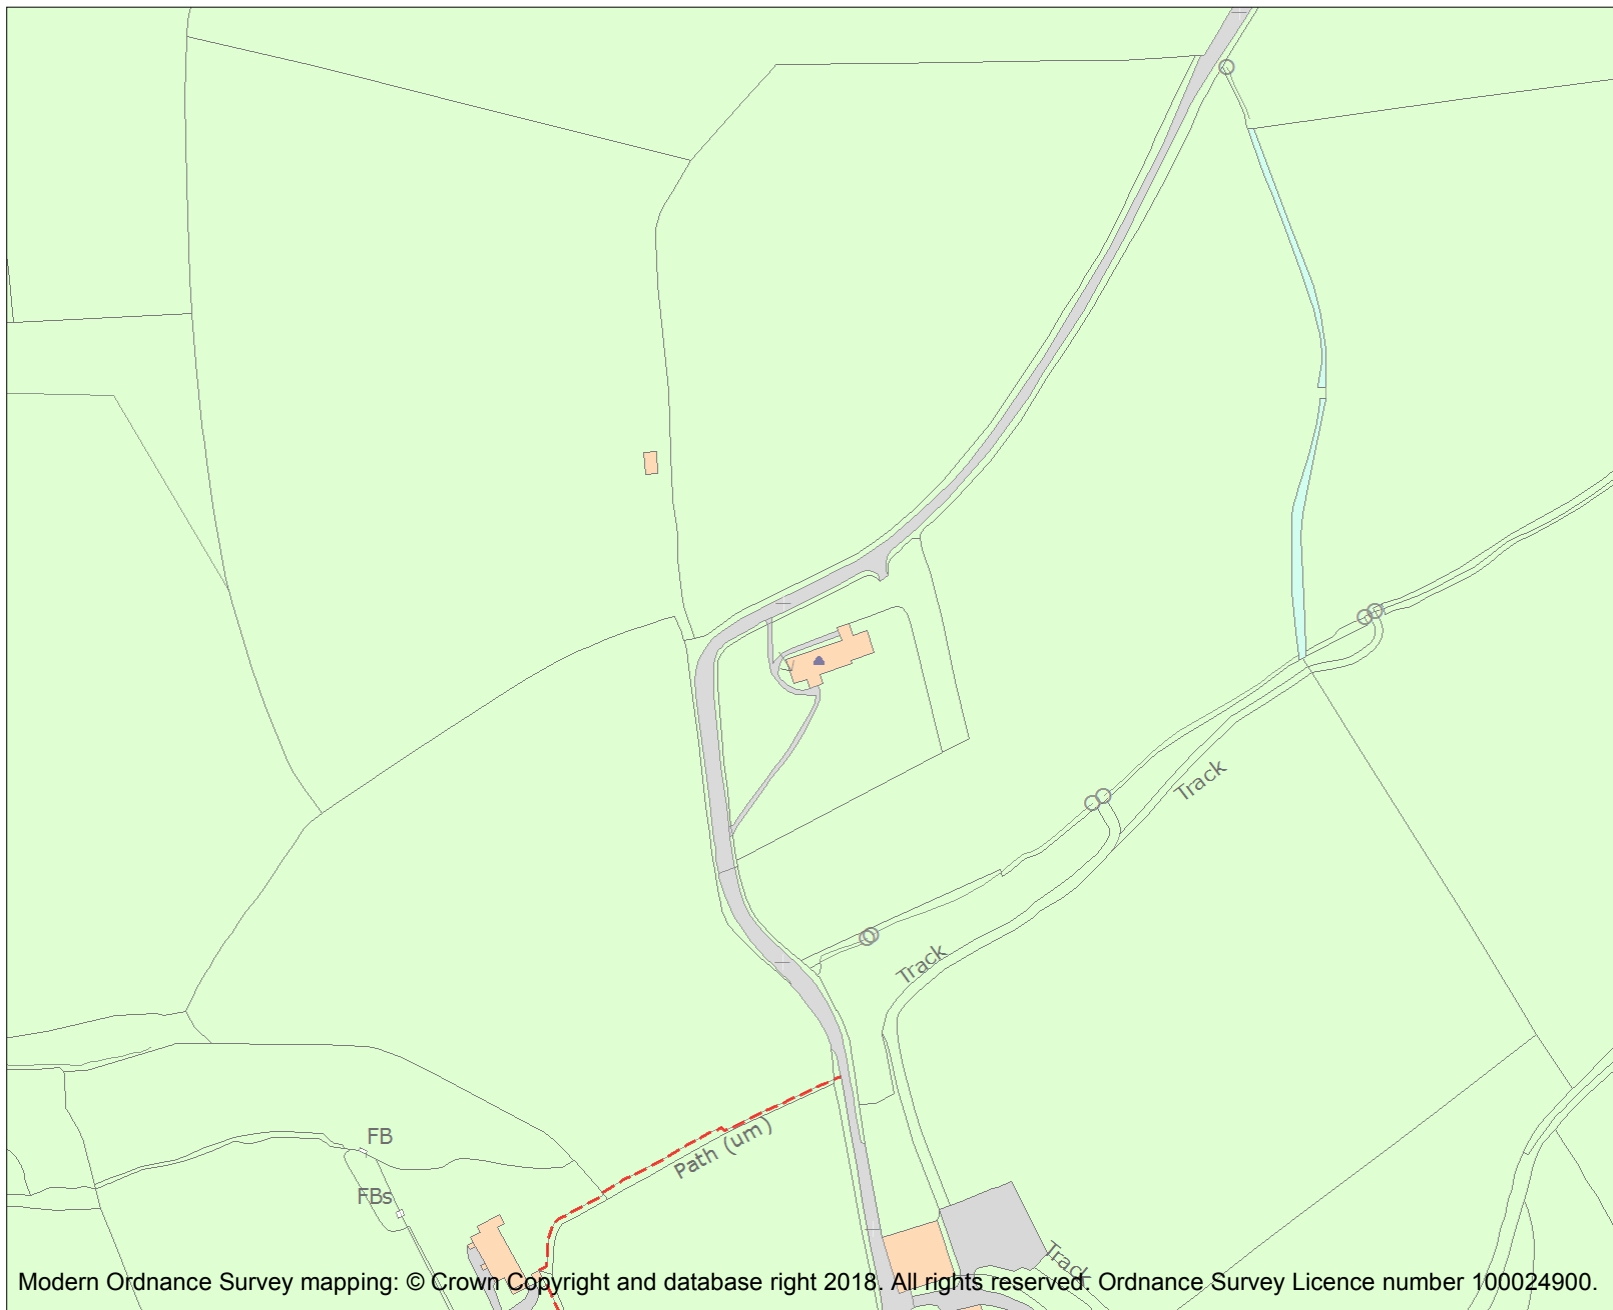 Track
Track
FB
Path (um)
FBs
Track
Modern Ordnance Survey mapping: © Crown Copyright and database right 2018. All rights reserved. Ordnance Survey Licence number 100024900.